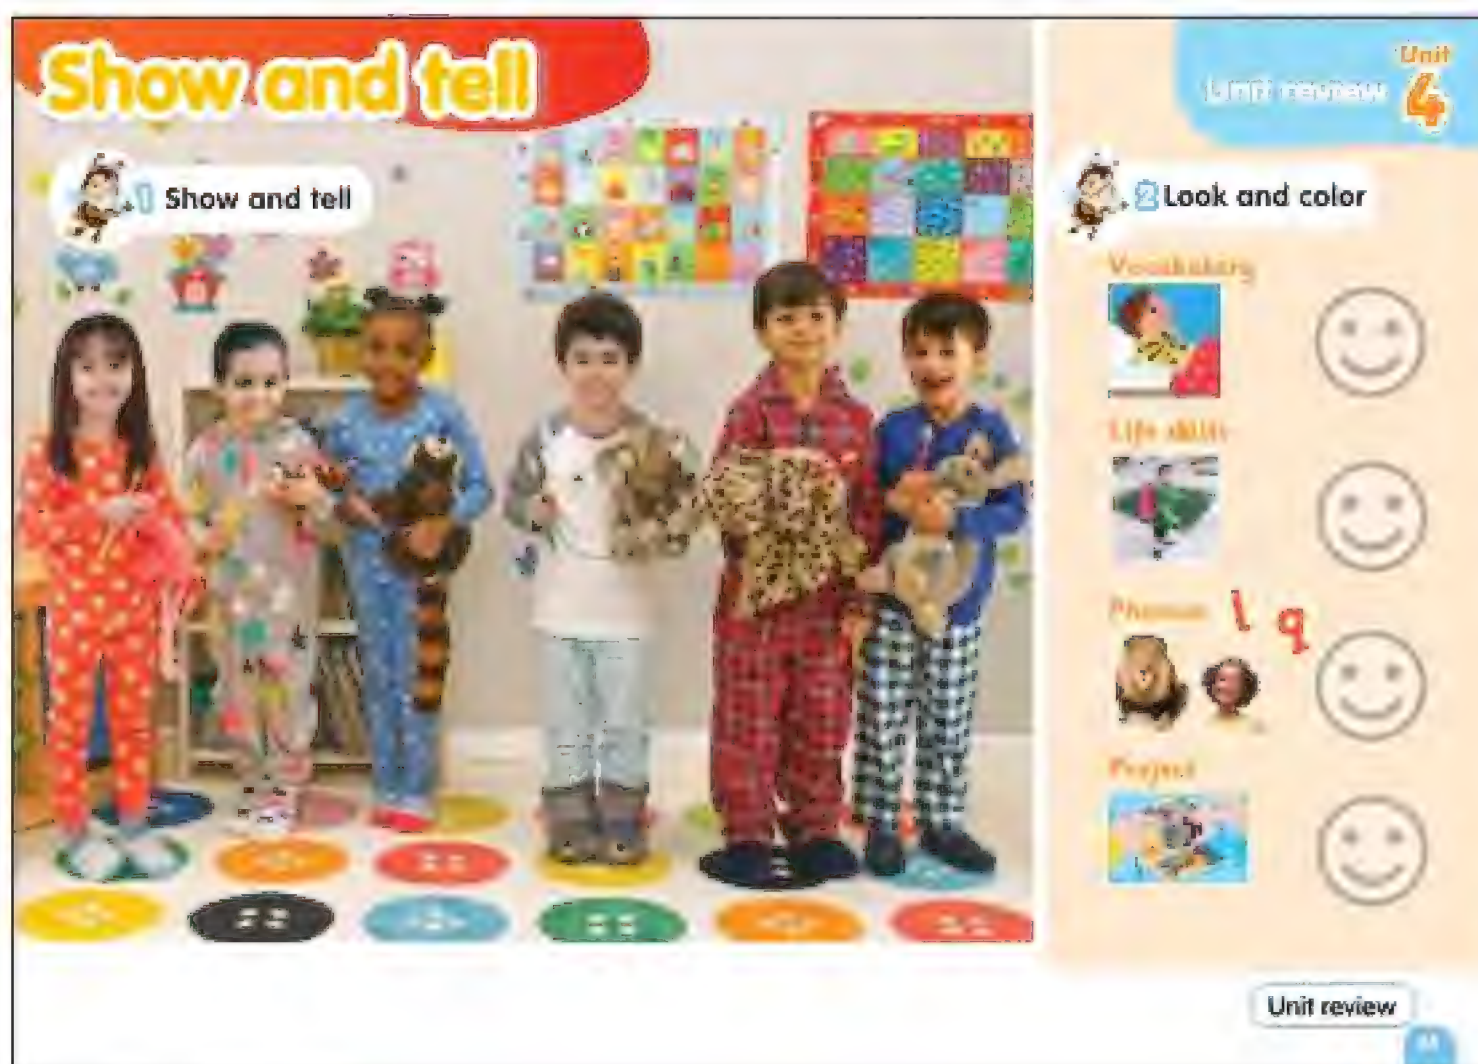 Show and tell
1 Show and tell
Unit
Unit review 4
2 Look and color
Vocabulary
Life skills
Phonics l q
Project
Unit review